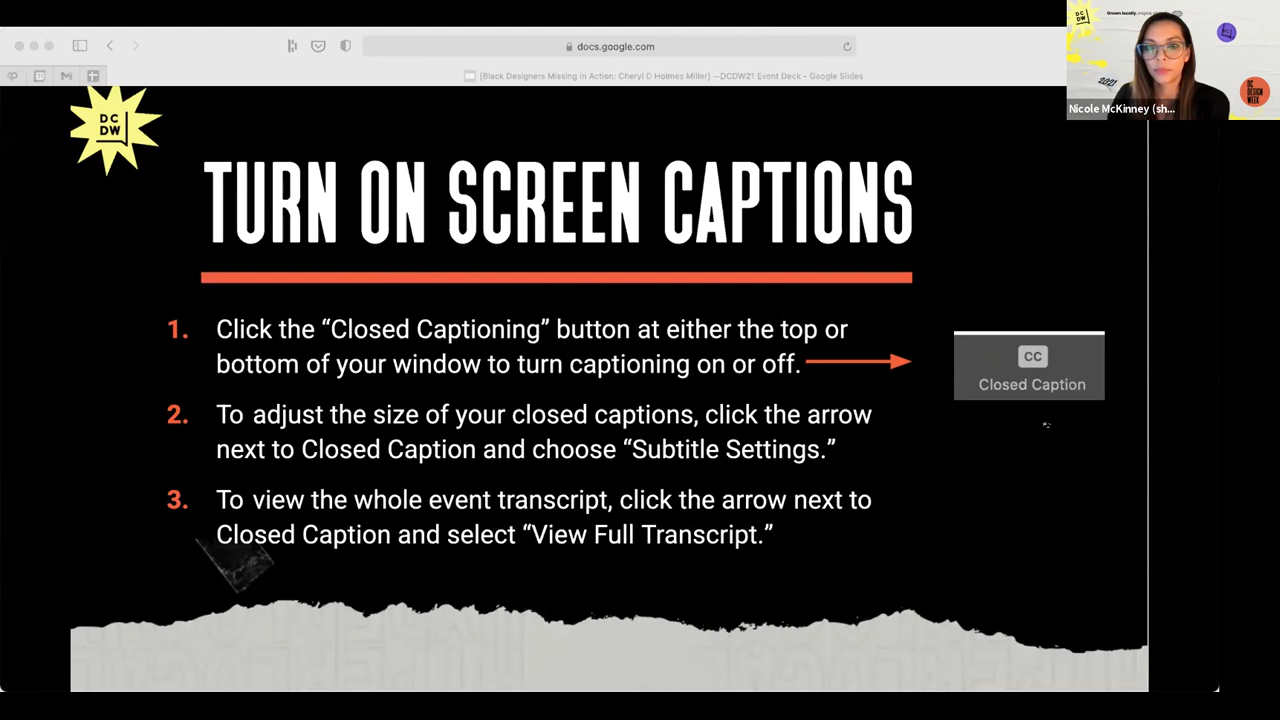 docs.google.com
[Black Designers Missing in Action: Cheryl D Holmes Miller] —DCDW21 Event Deck - Google Slides
2021
DC DESIGN WEEK
Nicole McKinney (sh...
DC
DW
TURN ON SCREEN CAPTIONS
1. Click the “Closed Captioning” button at either the top or
bottom of your window to turn captioning on or off.
CC
Closed Caption
2. To adjust the size of your closed captions, click the arrow
next to Closed Caption and choose “Subtitle Settings.”
3. To view the whole event transcript, click the arrow next to
Closed Caption and select “View Full Transcript.”